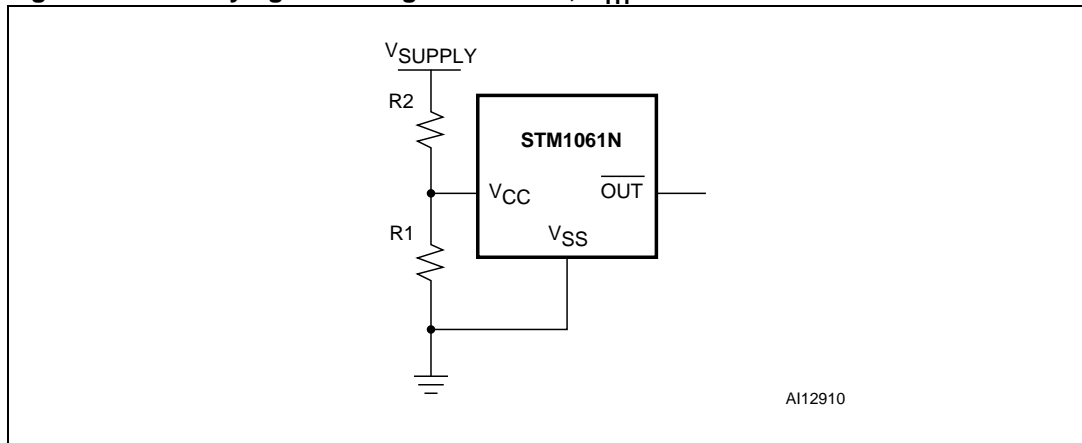 VSUPPLY
R2
STM1061N
VCC
OUT
R1
VSS
AI12910